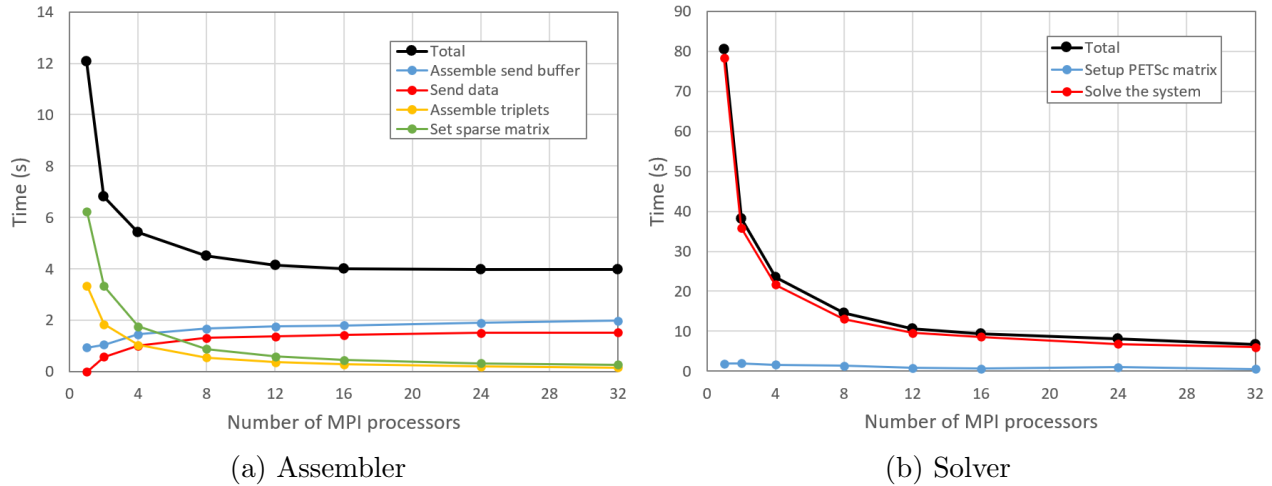 14
12
10
8
6
4
2
0
Time (s)
Total
Assemble send buffer
Send data
Assemble triplets
Set sparse matrix
0 4 8 12 16 20 24 28 32
Number of MPI processors
(a) Assembler
90
80
70
60
50
40
30
20
10
0
Time (s)
Total
Setup PETSc matrix
Solve the system
0 4 8 12 16 20 24 28 32
Number of MPI processors
(b) Solver